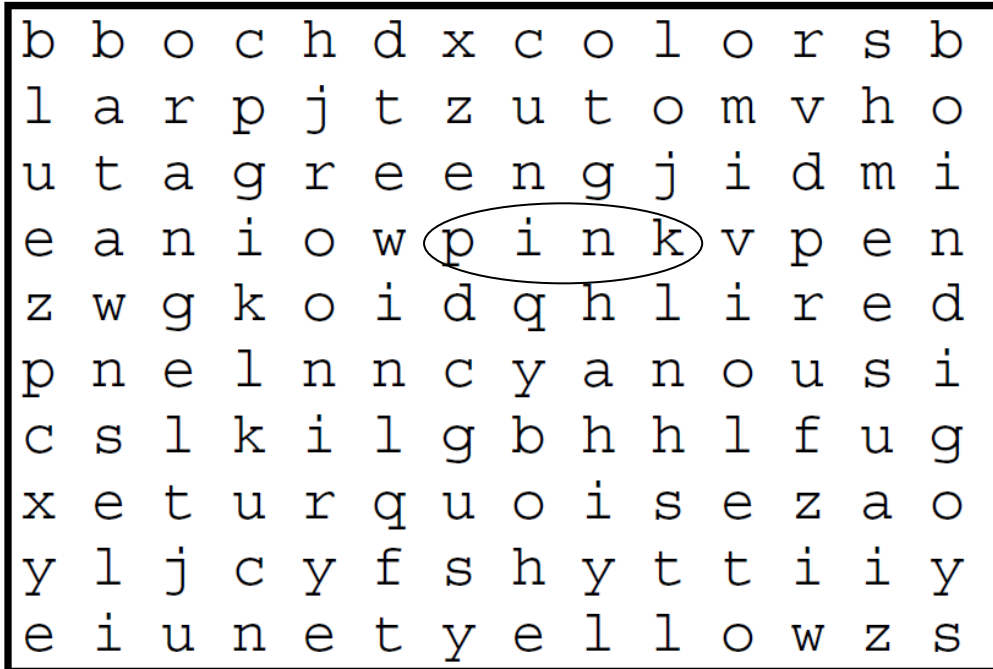 b b o c h d x c o l o r s b
l a r p j t z u t o m v h o
u t a g r e e n g j i d m i
e a n i o w p i n k v p e n
z w g k o i d q h l i r e d
p n e l n n c y a n o u s i
c s l k i l g b h h l f u g
x e t u r q u o i s e z a o
y l j c y f s h y t t i i y
e i u n e t y e l l o w z s